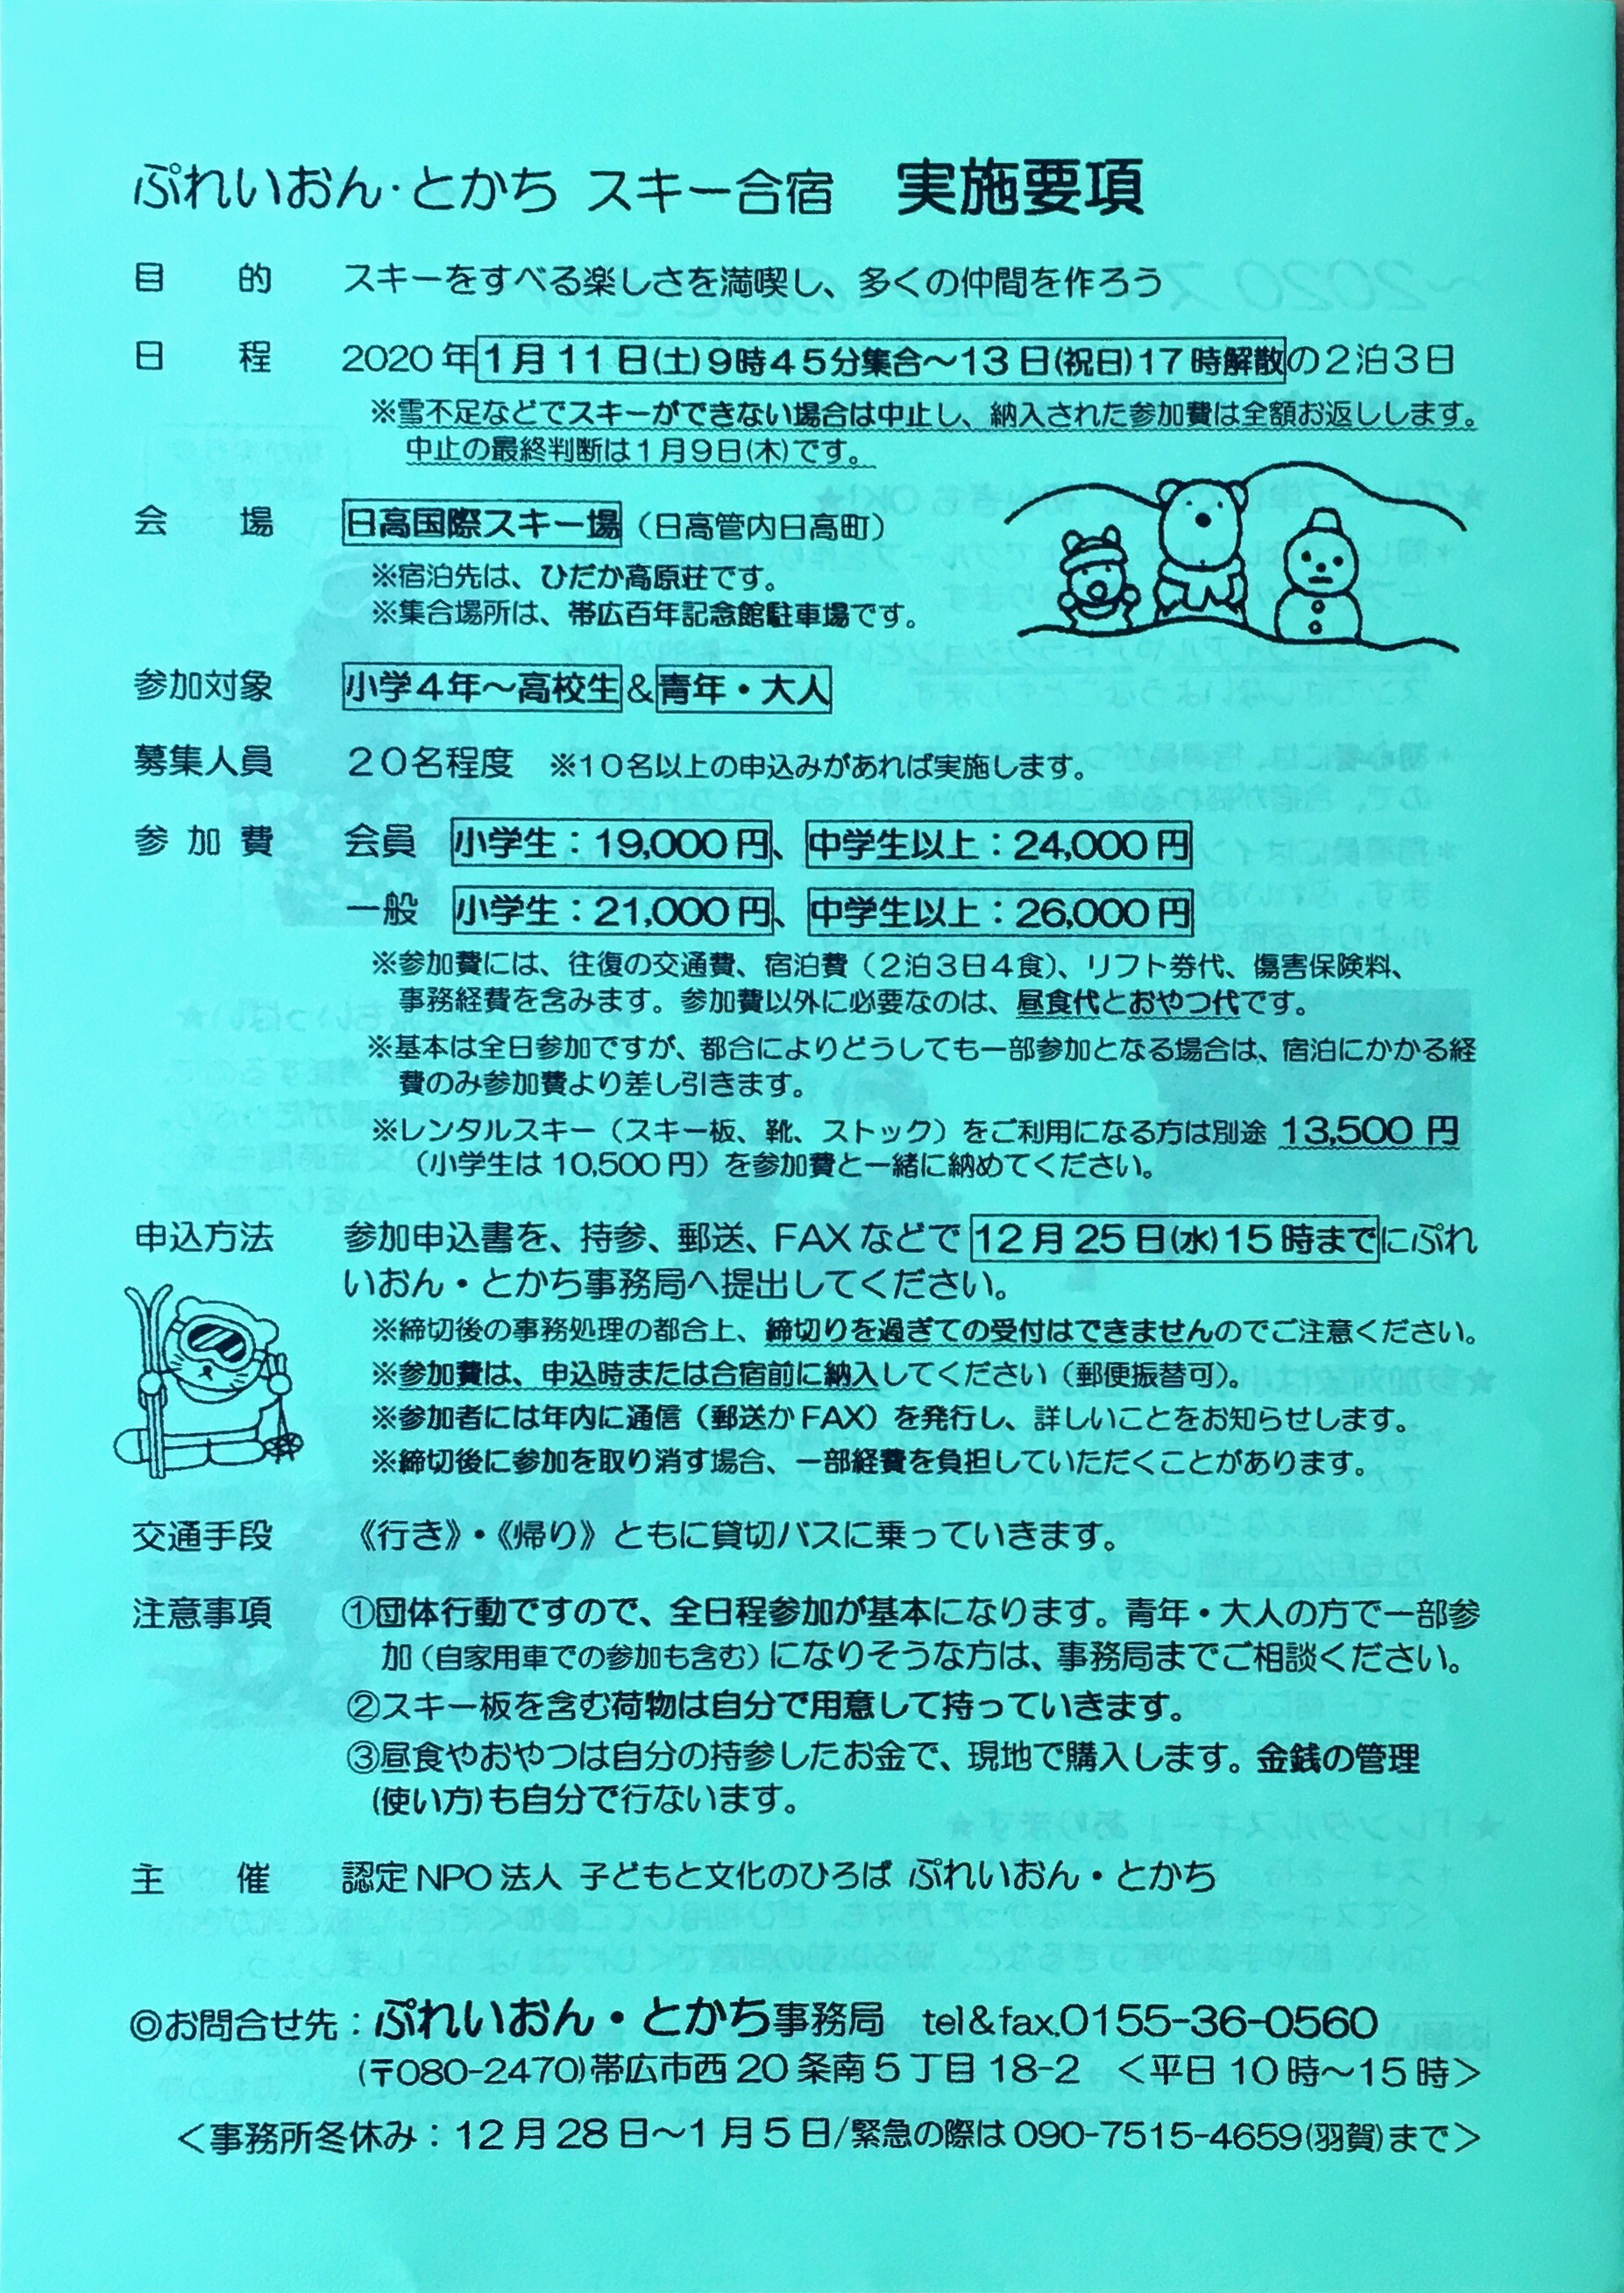 ぷれいおん・とかち スキー合宿 実施要項
目的 スキーをすべる楽しさを満喫し、多くの仲間を作ろう
日程 2020年1月11日(土)9時45分集合～13日(祝日)17時解散の2泊3日
※雪不足などでスキーができない場合は中止し、納入された参加費は全額お返しします。
中止の最終判断は1月9日(木)です。
会場 日高国際スキー場（日高管内日高町）
※宿泊先は、ひだか高原荘です。
※集合場所は、帯広百年記念館駐車場です。
参加対象 小学4年～高校生&青年・大人
募集人員 20名程度 ※10名以上の申込みがあれば実施します。
参加費 会員 小学生：19,000円、中学生以上：24,000円
一般 小学生：21,000円、中学生以上：26,000円
※参加費には、往復の交通費、宿泊費（2泊3日4食）、リフト券代、傷害保険料、
事務経費を含みます。参加費以外に必要なのは、昼食代とおやつ代です。
※基本は全日参加ですが、都合によりどうしても一部参加となる場合は、宿泊にかかる経
費のみ参加費より差し引きます。
※レンタルスキー（スキー板、靴、ストック）をご利用になる方は別途 13,500円
（小学生は10,500円）を参加費と一緒に納めてください。
申込方法 参加申込書を、持参、郵送、FAXなどで12月25日(水)15時までにぷれ
いおん・とかち事務局へ提出してください。
※締切後の事務処理の都合上、締切りを過ぎての受付はできませんのでご注意ください。
※参加費は、申込時または合宿前に納入してください（郵便振替可）。
※参加者には年内に通信（郵送かFAX）を発行し、詳しいことをお知らせします。
※締切後に参加を取り消す場合、一部経費を負担していただくことがあります。
交通手段 《行き》・《帰り》ともに貸切バスに乗っていきます。
注意事項 ①団体行動ですので、全日程参加が基本になります。青年・大人の方で一部参
加（自家用車での参加も含む）になりそうな方は、事務局までご相談ください。
②スキー板を含む荷物は自分で用意して持っていきます。
③昼食やおやつは自分の持参したお金で、現地で購入します。金銭の管理
(使い方)も自分で行ないます。
主催 認定NPO法人 子どもと文化のひろば ぷれいおん・とかち
◎お問合せ先：ぷれいおん・とかち事務局 tel&fax.0155-36-0560
(〒080-2470)帯広市西20条南5丁目18-2 ＜平日10時～15時＞
＜事務所冬休み：12月28日～1月5日/緊急の際は090-7515-4659(羽賀)まで＞